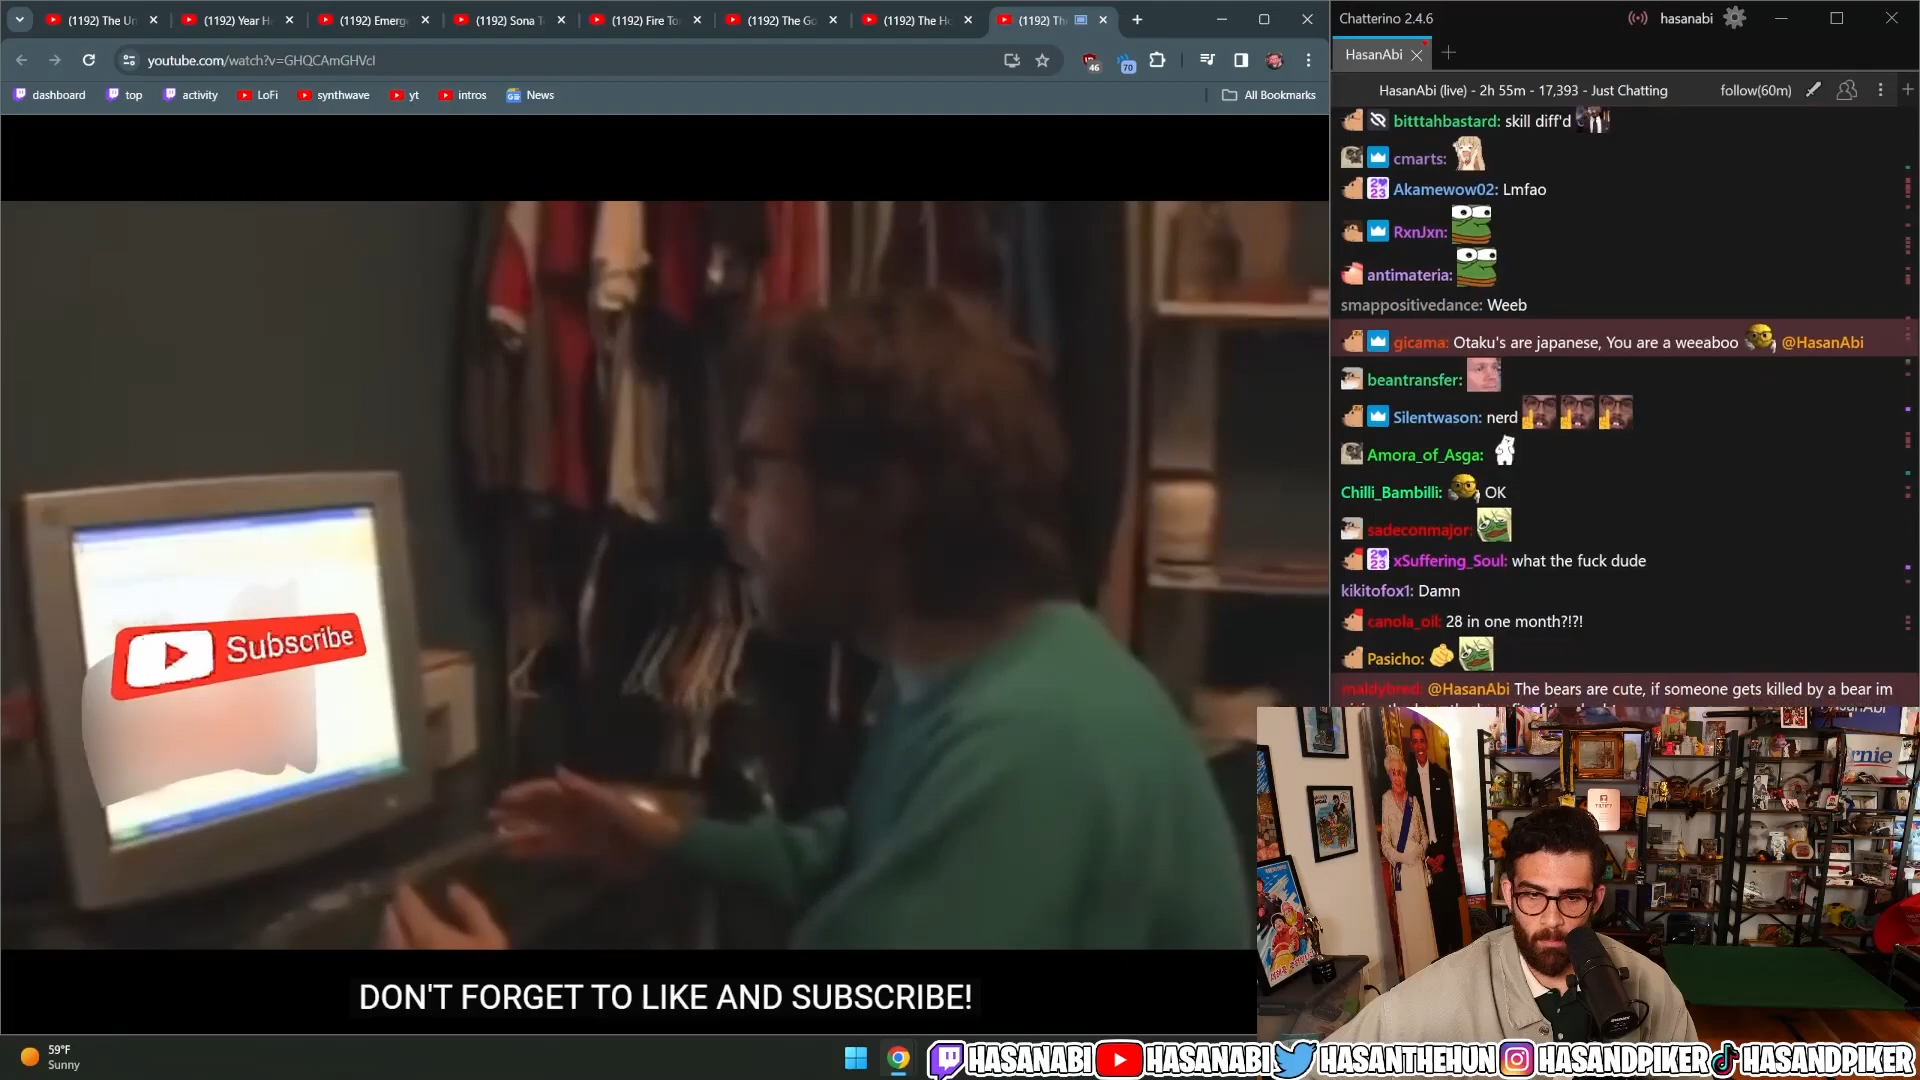 (1192) The Un
(1192) Year H
(1192) Emerg
(1192) Sona T
(1192) Fire To
(1192) The Go
(1192) The Ho
(1192) Th
youtube.com/watch?v=GHQCAmGHVcI
46
70
dashboard
top
activity
LoFi
synthwave
yt
intros
News
All Bookmarks
Subscribe
DON'T FORGET TO LIKE AND SUBSCRIBE!
Chatterino 2.4.6
hasanabi
HasanAbi
HasanAbi (live) - 2h 55m - 17,393 - Just Chatting
follow(60m)
bitttahbastard: skill diff'd
cmarts:
Akamewow02: Lmfao
RxnJxn:
antimateria:
smappositivedance: Weeb
gicama: Otaku's are japanese, You are a weeaboo @HasanAbi
beantransfer:
Silentwason: nerd
Amora_of_Asga:
Chilli_Bambilli: OK
sadeconmajor:
xSuffering_Soul: what the fuck dude
kikitofox1: Damn
canola_oil: 28 in one month?!?!
Pasicho:
maldybred: @HasanAbi The bears are cute, if someone gets killed by a bear im
59°F
Sunny
HASANABI HASANABI HASANTHEHUN HASANDPIKER HASANDPIKER